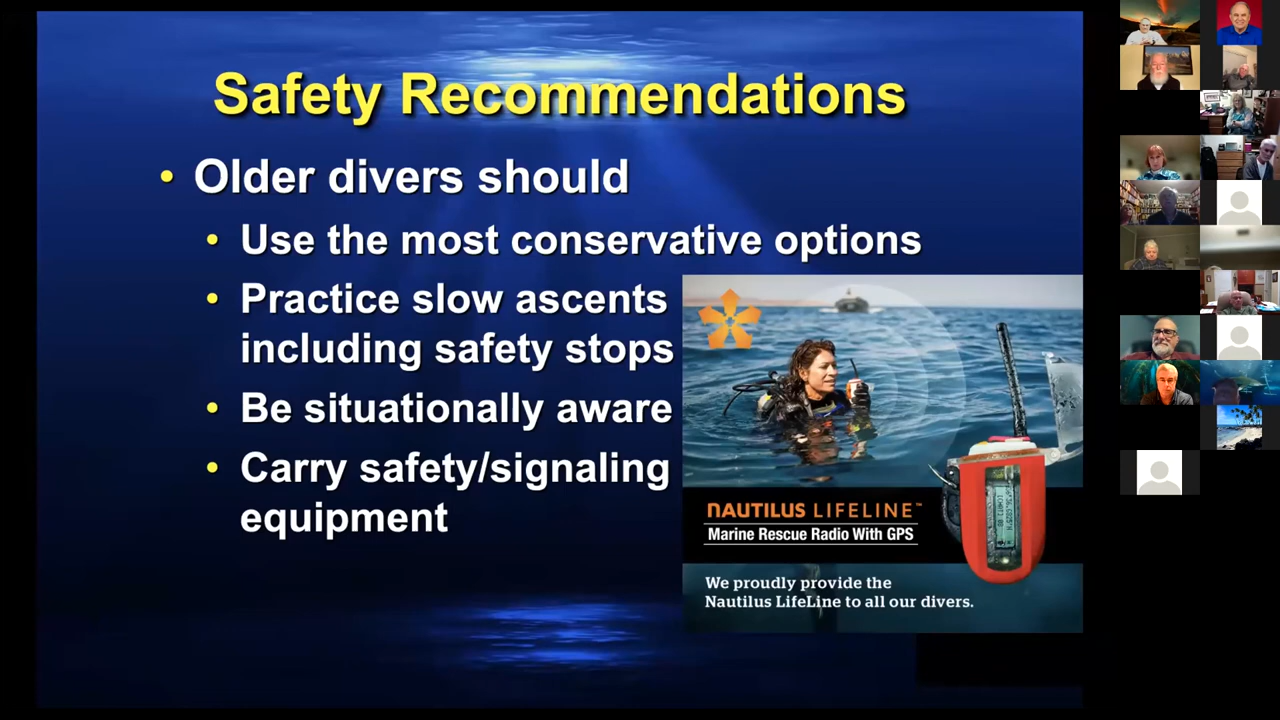 Safety Recommendations
• Older divers should
• Use the most conservative options
• Practice slow ascents
including safety stops
• Be situationally aware
• Carry safety/signaling
equipment
NAUTILUS LIFELINE™
Marine Rescue Radio With GPS
We proudly provide the
Nautilus LifeLine to all our divers.